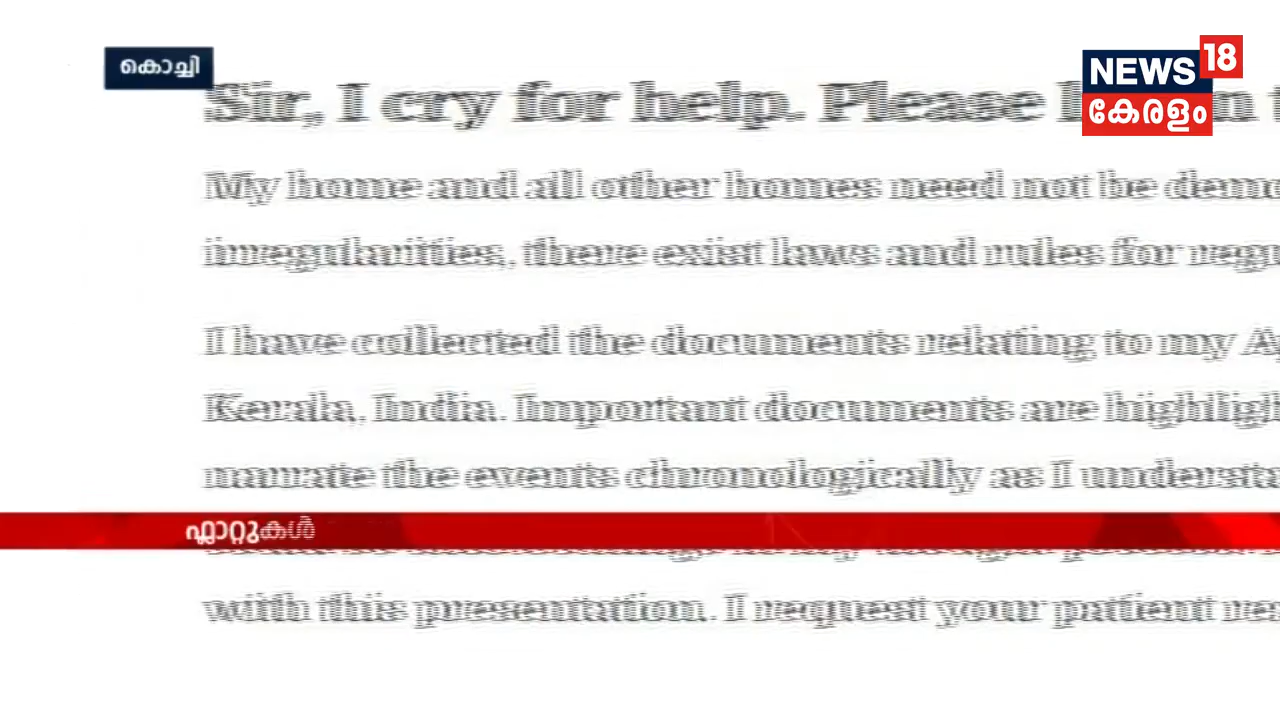 കൊച്ചി
NEWS 18
കേരളം
Sir, I cry for help. Please
My home and all other homes need not be
irregularities, there exist laws and rules for
I have collected the documents relating to my
Kerala, India. Important documents are
narrate the events chronologically as I
ഫ്ലാറ്റുകൾ
with this presentation. I request your patient